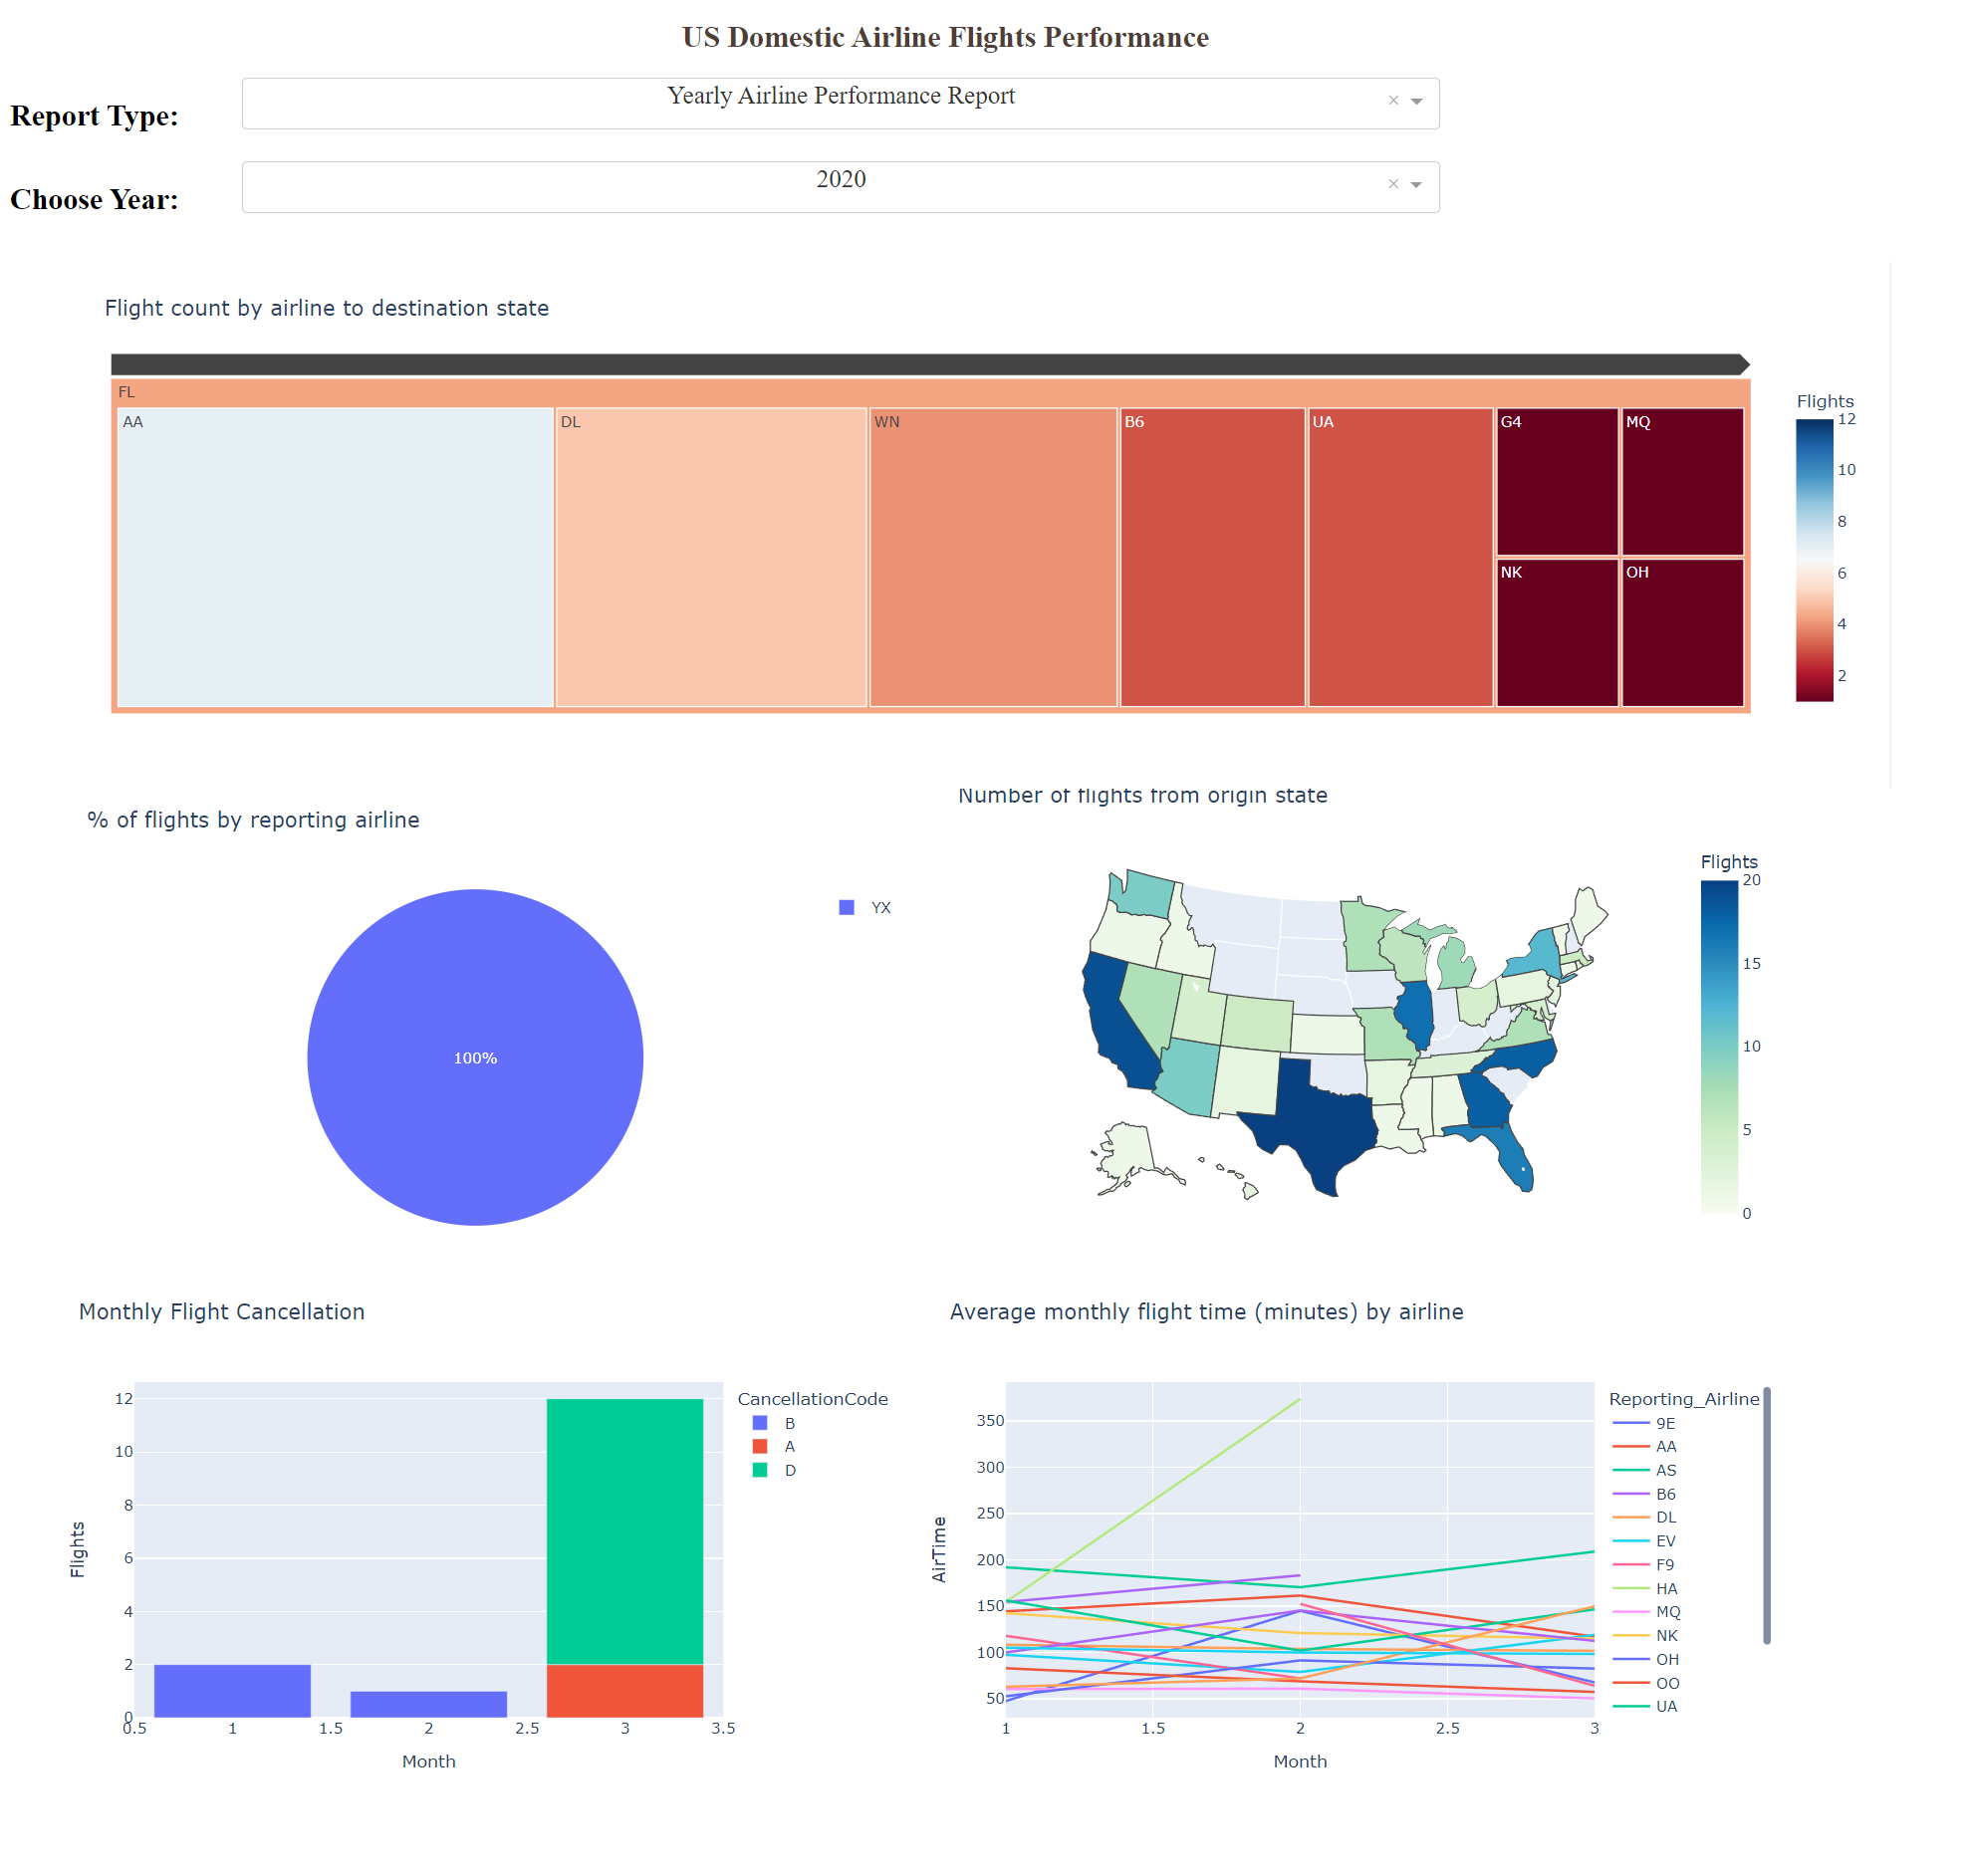 US Domestic Airline Flights Performance
Report Type:
Yearly Airline Performance Report
×
Choose Year:
2020
×
Flight count by airline to destination state
FL
AA
DL
WN
B6
UA
G4
MQ
NK
OH
Flights
12
10
8
6
4
2
% of flights by reporting airline
100%
YX
Number of flights from origin state
Flights
20
15
10
5
0
Monthly Flight Cancellation
Flights
12
10
8
6
4
2
0
0.5 1 1.5 2 2.5 3 3.5
Month
CancellationCode
B
A
D
Average monthly flight time (minutes) by airline
AirTime
350
300
250
200
150
100
50
1 1.5 2 2.5 3
Month
Reporting_Airline
9E
AA
AS
B6
DL
EV
F9
HA
MQ
NK
OH
OO
UA